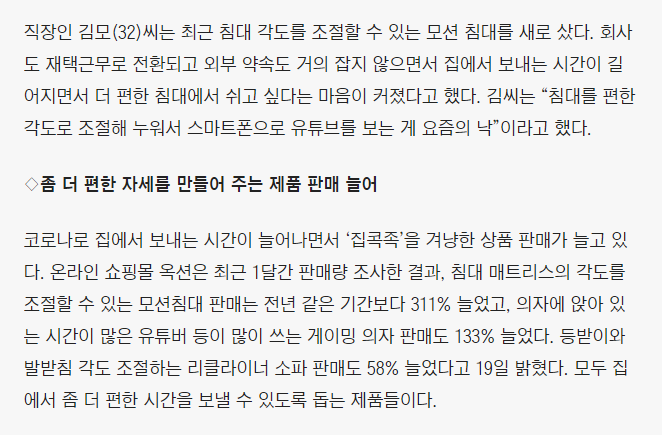 직장인 김모(32)씨는 최근 침대 각도를 조절할 수 있는 모션 침대를 새로 샀다. 회사
도 재택근무로 전환되고 외부 약속도 거의 잡지 않으면서 집에서 보내는 시간이 길
어지면서 더 편한 침대에서 쉬고 싶다는 마음이 커졌다고 했다. 김씨는 “침대를 편한
각도로 조절해 누워서 스마트폰으로 유튜브를 보는 게 요즘의 낙”이라고 했다.
◇좀 더 편한 자세를 만들어 주는 제품 판매 늘어
코로나로 집에서 보내는 시간이 늘어나면서 ‘집콕족’을 겨냥한 상품 판매가 늘고 있
다. 온라인 쇼핑몰 옥션은 최근 1달간 판매량 조사한 결과, 침대 매트리스의 각도를
조절할 수 있는 모션침대 판매는 전년 같은 기간보다 311% 늘었고, 의자에 앉아 있
는 시간이 많은 유튜버 등이 많이 쓰는 게이밍 의자 판매도 133% 늘었다. 등받이와
발받침 각도 조절하는 리클라이너 소파 판매도 58% 늘었다고 19일 밝혔다. 모두 집
에서 좀 더 편한 시간을 보낼 수 있도록 돕는 제품들이다.